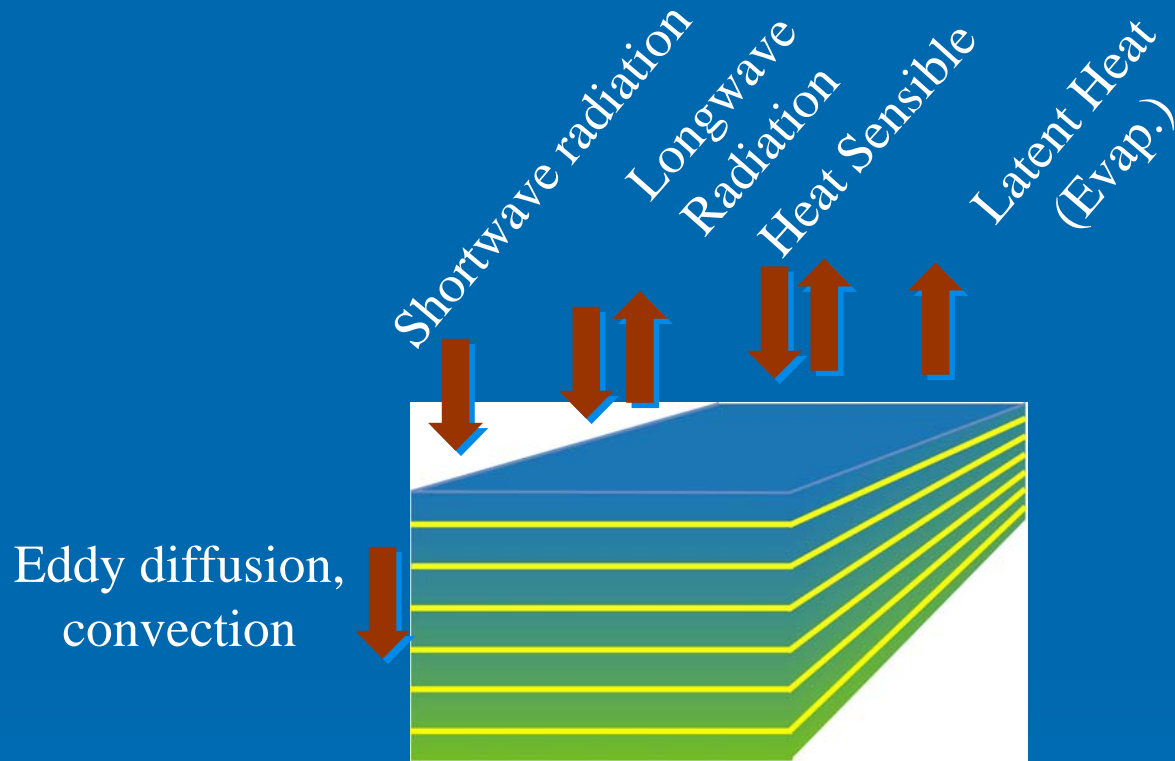 Shortwave radiation
Longwave
Radiation
Heat Sensible
Latent Heat
(Evap.)
Eddy diffusion,
convection